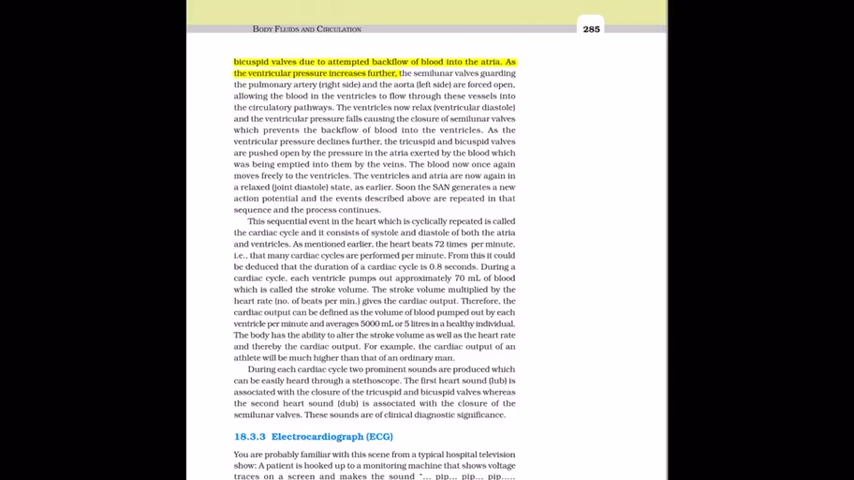 BODY FLUIDS AND CIRCULATION
285
bicuspid valves due to attempted backflow of blood into the atria. As
the ventricular pressure increases further, the semilunar valves guarding
the pulmonary artery (right side) and the aorta (left side) are forced open,
allowing the blood in the ventricles to flow through these vessels into
the circulatory pathways. The ventricles now relax (ventricular diastole)
and the ventricular pressure falls causing the closure of semilunar valves
which prevents the backflow of blood into the ventricles. As the
ventricular pressure declines further, the tricuspid and bicuspid valves
are pushed open by the pressure in the atria exerted by the blood which
was being emptied into them by the veins. The blood now once again
moves freely to the ventricles. The ventricles and atria are now again in
a relaxed (joint diastole) state, as earlier. Soon the SAN generates a new
action potential and the events described above are repeated in that
sequence and the process continues.
This sequential event in the heart which is cyclically repeated is called
the cardiac cycle and it consists of systole and diastole of both the atria
and ventricles. As mentioned earlier, the heart beats 72 times per minute,
i.e., that many cardiac cycles are performed per minute. From this it could
be deduced that the duration of a cardiac cycle is 0.8 seconds. During a
cardiac cycle, each ventricle pumps out approximately 70 mL of blood
which is called the stroke volume. The stroke volume multiplied by the
heart rate (no. of beats per min.) gives the cardiac output. Therefore, the
cardiac output can be defined as the volume of blood pumped out by each
ventricle per minute and averages 5000 mL or 5 litres in a healthy individual.
The body has the ability to alter the stroke volume as well as the heart rate
and thereby the cardiac output. For example, the cardiac output of an
athlete will be much higher than that of an ordinary man.
During each cardiac cycle two prominent sounds are produced which
can be easily heard through a stethoscope. The first heart sound (lub) is
associated with the closure of the tricuspid and bicuspid valves whereas
the second heart sound (dub) is associated with the closure of the
semilunar valves. These sounds are of clinical diagnostic significance.
18.3.3 Electrocardiograph (ECG)
You are probably familiar with this scene from a typical hospital television
show: A patient is hooked up to a monitoring machine that shows voltage
traces on a screen and makes the sound "... pip... pip... pip.....